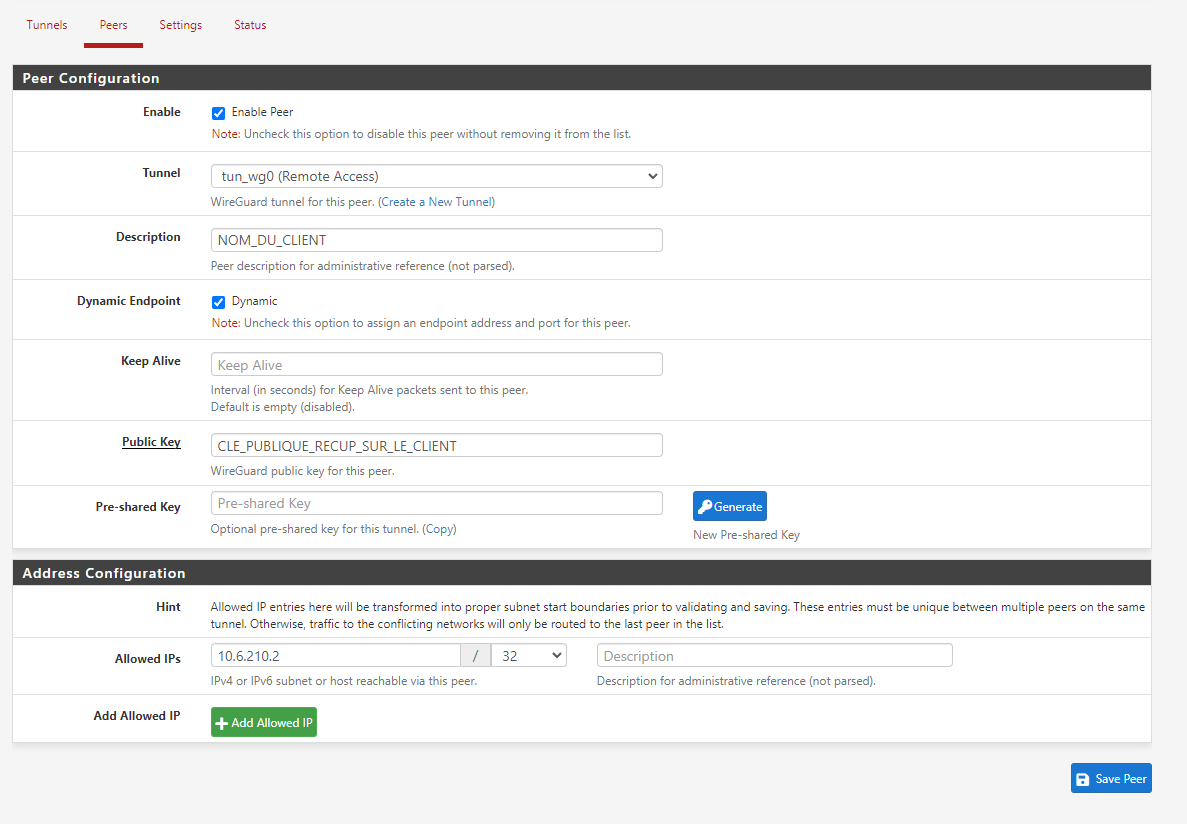 Tunnels Peers Settings Status
Peer Configuration
Enable
Enable Peer
Note: Uncheck this option to disable this peer without removing it from the list.
Tunnel
tun_wg0 (Remote Access)
WireGuard tunnel for this peer. (Create a New Tunnel)
Description
NOM_DU_CLIENT
Peer description for administrative reference (not parsed).
Dynamic Endpoint
Dynamic
Note: Uncheck this option to assign an endpoint address and port for this peer.
Keep Alive
Keep Alive
Interval (in seconds) for Keep Alive packets sent to this peer.
Default is empty (disabled).
Public Key
CLE_PUBLIQUE_RECUP_SUR_LE_CLIENT
WireGuard public key for this peer.
Pre-shared Key
Pre-shared Key
Generate
Optional pre-shared key for this tunnel. (Copy)
New Pre-shared Key
Address Configuration
Hint
Allowed IP entries here will be transformed into proper subnet start boundaries prior to validating and saving. These entries must be unique between multiple peers on the same
tunnel. Otherwise, traffic to the conflicting networks will only be routed to the last peer in the list.
Allowed IPs
10.6.210.2 / 32
Description
IPv4 or IPv6 subnet or host reachable via this peer.
Description for administrative reference (not parsed).
Add Allowed IP
Add Allowed IP
Save Peer